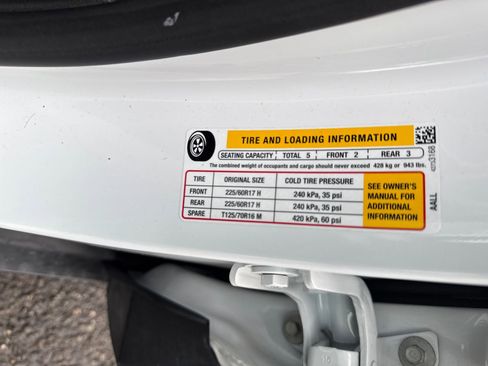 TIRE AND LOADING INFORMATION
SEATING CAPACITY TOTAL 5 FRONT 2 REAR 3
The combined weight of occupants and cargo should never exceed 428 kg or 943 lbs.
TIRE ORIGINAL SIZE COLD TIRE PRESSURE
FRONT 225/60R17 H 240 kPa, 35 psi
REAR 225/60R17 H 240 kPa, 35 psi
SPARE T125/70R16 M 420 kPa, 60 psi
SEE OWNER'S
MANUAL FOR
ADDITIONAL
INFORMATION
AALL